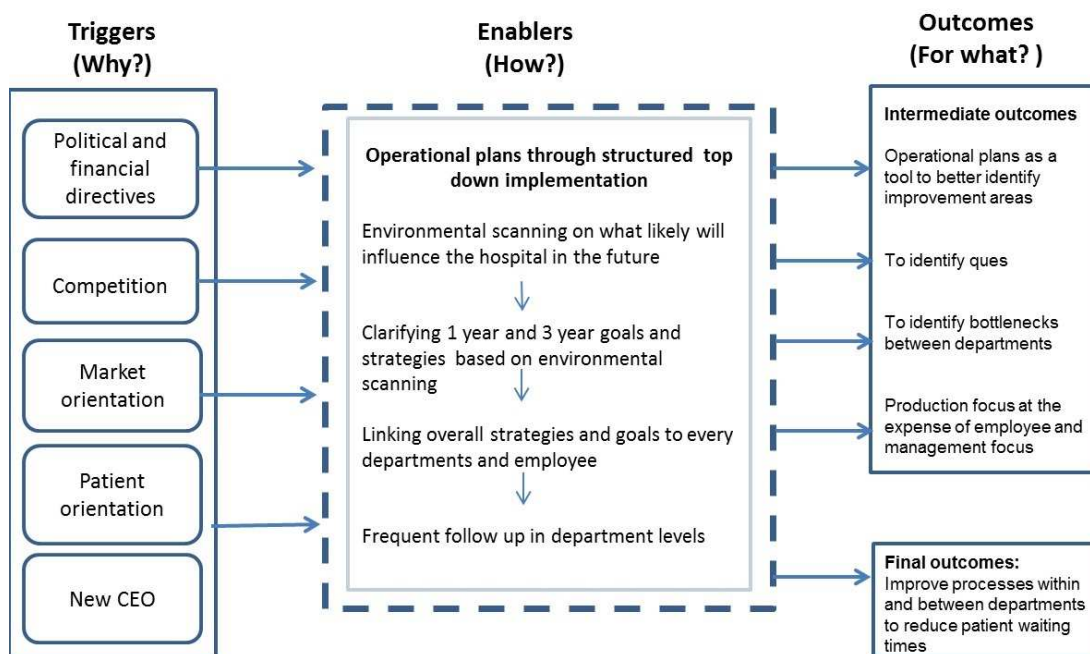 Triggers
(Why?)
Political and
financial
directives
Competition
Market
orientation
Patient
orientation
New CEO
Enablers
(How?)
Operational plans through structured top
down implementation
Environmental scanning on what likely will
influence the hospital in the future
Clarifying 1 year and 3 year goals and
strategies based on environmental
scanning
Linking overall strategies and goals to every
departments and employee
Frequent follow up in department levels
Outcomes
(For what? )
Intermediate outcomes
Operational plans as a
tool to better identify
improvement areas
To identify ques
To identify bottlenecks
between departments
Production focus at the
expense of employee and
management focus
Final outcomes:
Improve processes within
and between departments
to reduce patient waiting
times